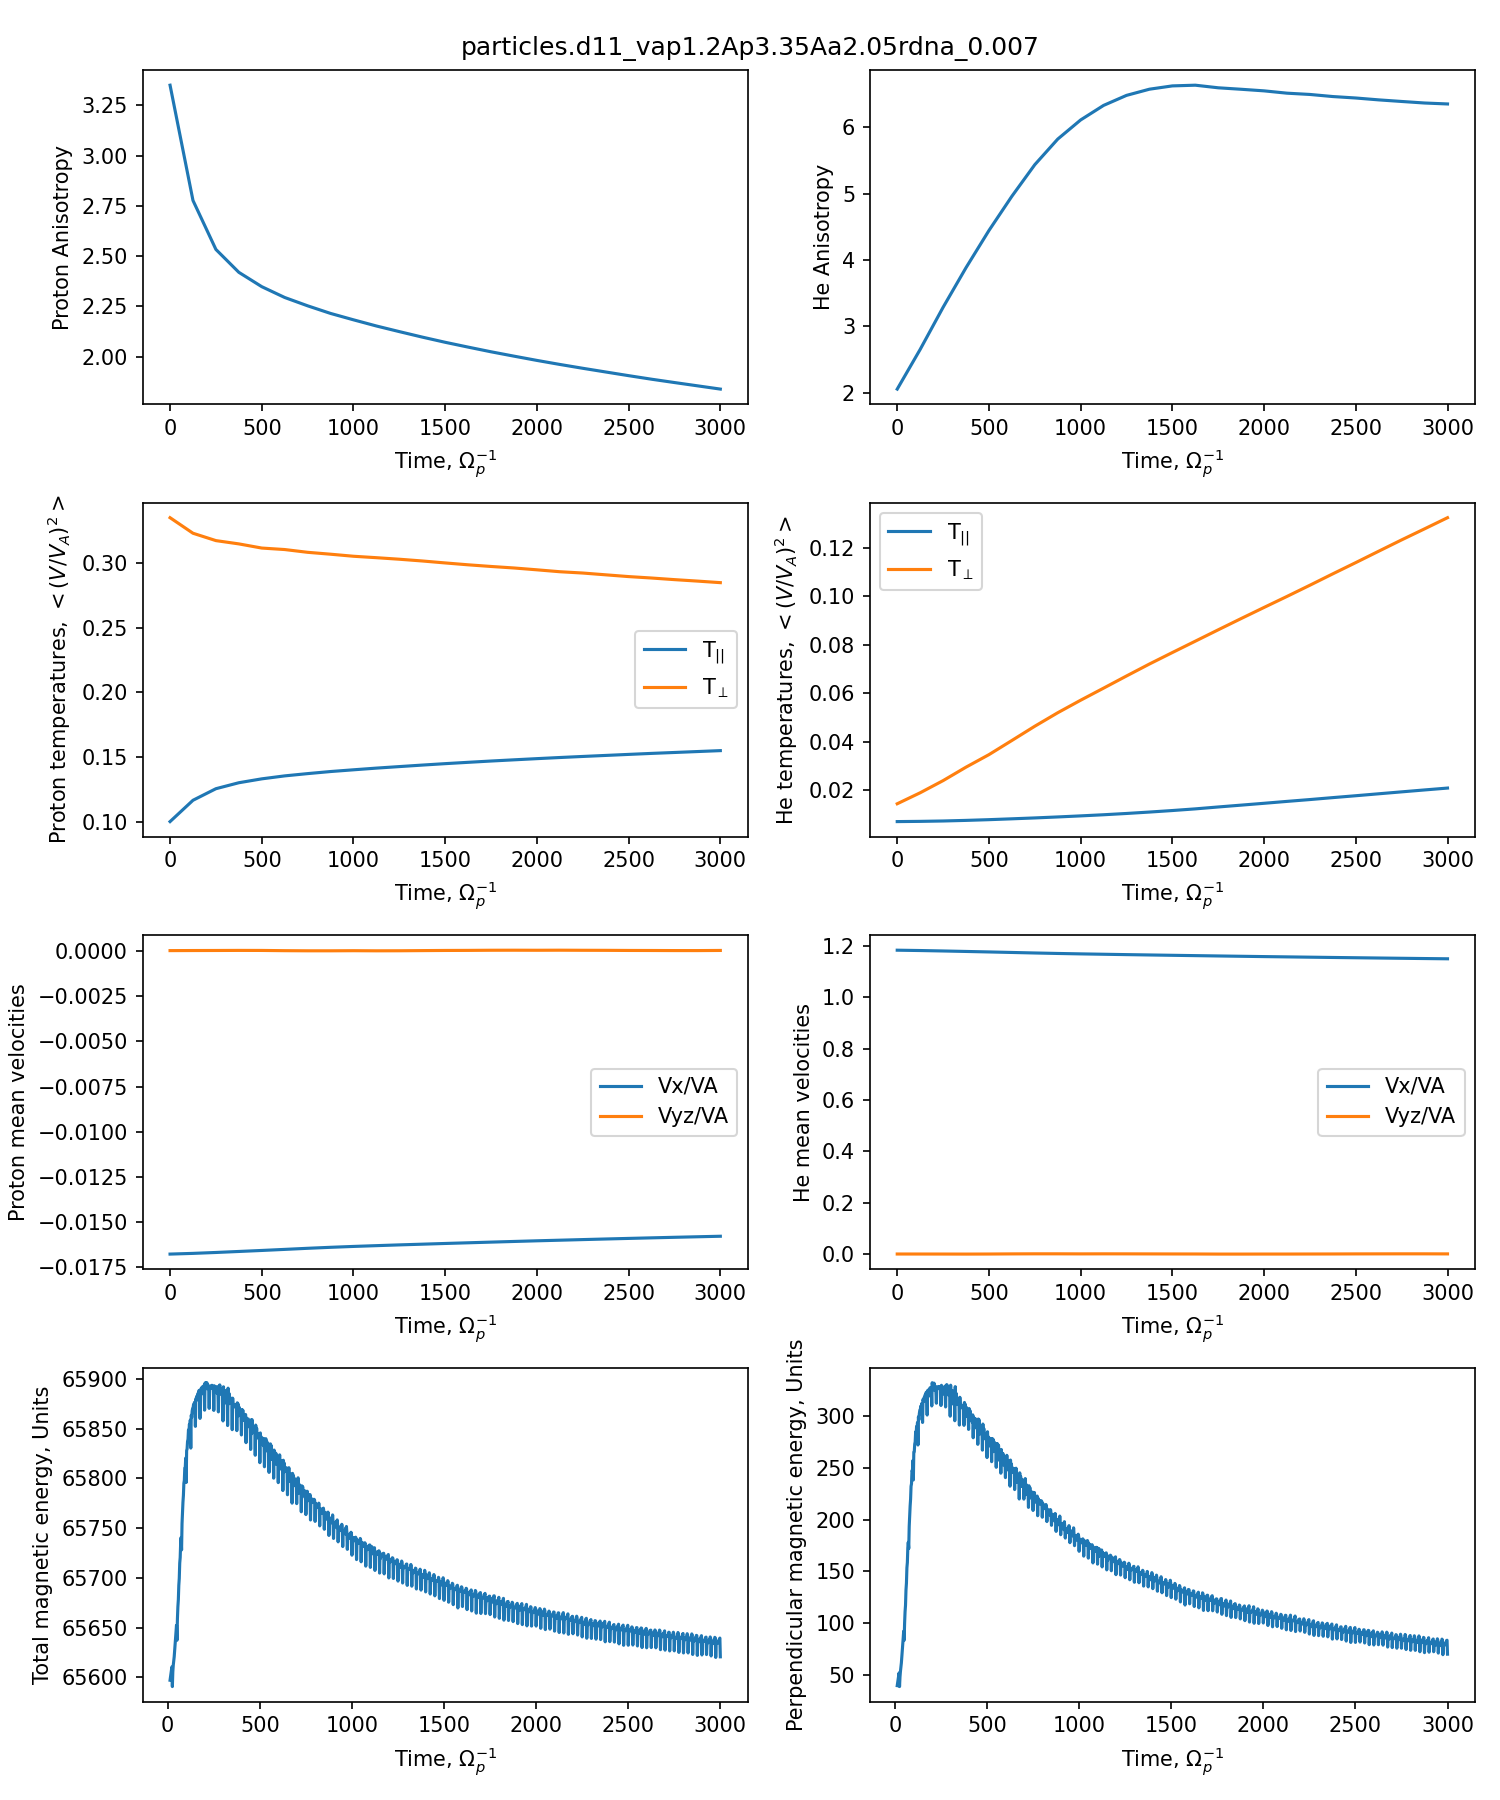 particles.d11_vap1.2Ap3.35Aa2.05rdna_0.007
Proton Anisotropy
3.25
3.00
2.75
2.50
2.25
2.00
0 500 1000 1500 2000 2500 3000
Time, Ω_p^{-1}
He Anisotropy
6
5
4
3
2
0 500 1000 1500 2000 2500 3000
Time, Ω_p^{-1}
Proton temperatures, <(V/V_A)^2>
0.30
0.25
0.20
0.15
0.10
T_{||}
T_⊥
0 500 1000 1500 2000 2500 3000
Time, Ω_p^{-1}
He temperatures, <(V/V_A)^2>
0.12
0.10
0.08
0.06
0.04
0.02
T_{||}
T_⊥
0 500 1000 1500 2000 2500 3000
Time, Ω_p^{-1}
Proton mean velocities
0.0000
−0.0025
−0.0050
−0.0075
−0.0100
−0.0125
−0.0150
−0.0175
Vx/VA
Vyz/VA
0 500 1000 1500 2000 2500 3000
Time, Ω_p^{-1}
He mean velocities
1.2
1.0
0.8
0.6
0.4
0.2
0.0
Vx/VA
Vyz/VA
0 500 1000 1500 2000 2500 3000
Time, Ω_p^{-1}
Total magnetic energy, Units
65900
65850
65800
65750
65700
65650
65600
0 500 1000 1500 2000 2500 3000
Time, Ω_p^{-1}
Perpendicular magnetic energy, Units
300
250
200
150
100
50
0 500 1000 1500 2000 2500 3000
Time, Ω_p^{-1}